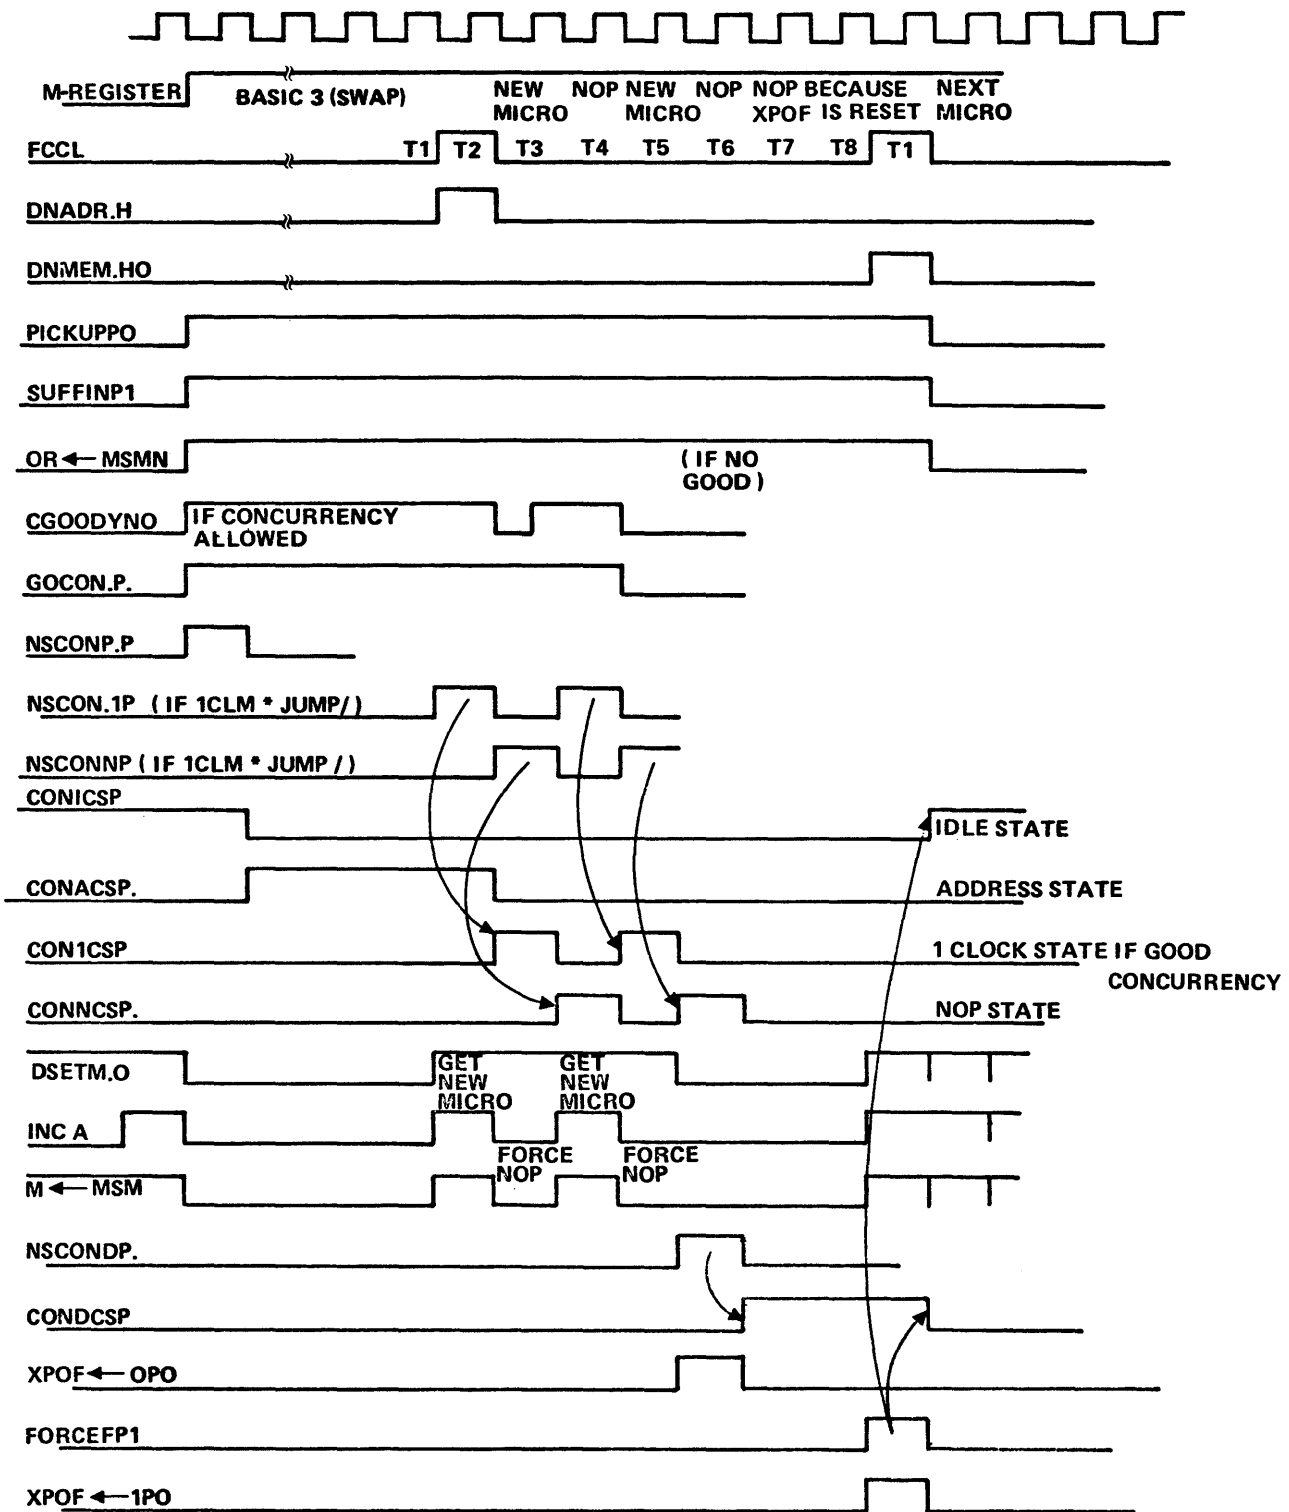 M-REGISTER
BASIC 3 (SWAP)
NEW MICRO
NOP
NEW MICRO
NOP
NOP BECAUSE XPOF IS RESET
NEXT MICRO
FCCL
T1 T2 T3 T4 T5 T6 T7 T8 T1
DNADR.H
DNMEM.HO
PICKUPPO
SUFFINP1
OR ← MSMN
( IF NO
GOOD )
CGOODYNO
IF CONCURRENCY
ALLOWED
GOCON.P.
NSCONP.P
NSCON.1P ( IF 1CLM * JUMP/ )
NSCONNP ( IF 1CLM * JUMP / )
CONICSP
IDLE STATE
CONACSP.
ADDRESS STATE
CON1CSP
1 CLOCK STATE IF GOOD
CONCURRENCY
CONNCSP.
NOP STATE
DSETM.O
GET
NEW
MICRO
GET
NEW
MICRO
INC A
FORCE
NOP
FORCE
NOP
M ← MSM
NSCONDP.
CONDCSP
XPOF ← OPO
FORCEFP1
XPOF ← 1PO